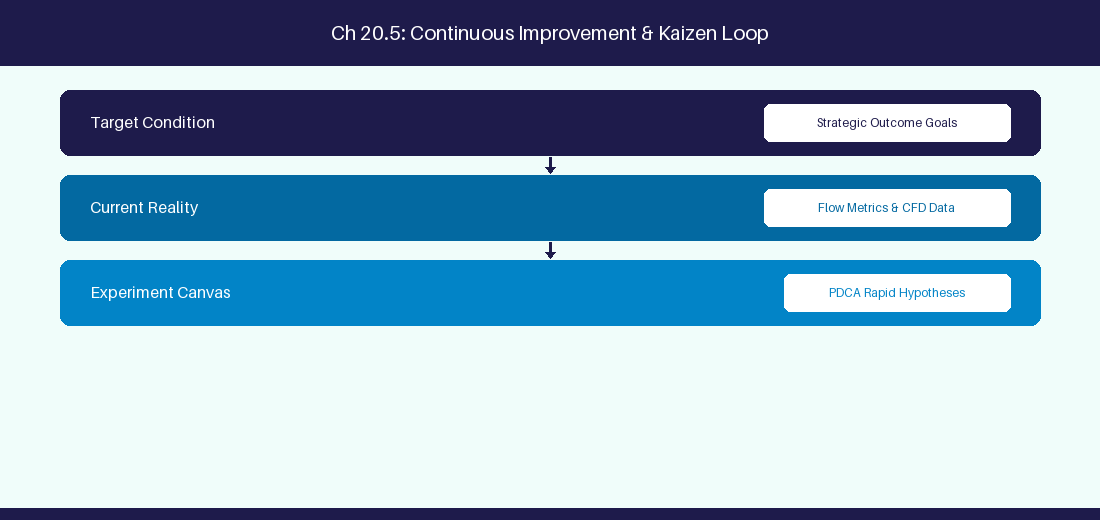 Ch 20.5: Continuous Improvement & Kaizen Loop
Target Condition
Strategic Outcome Goals
Current Reality
Flow Metrics & CFD Data
Experiment Canvas
PDCA Rapid Hypotheses